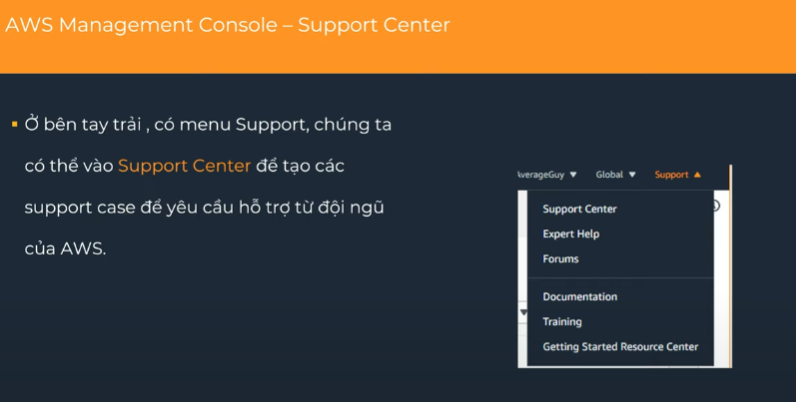 AWS Management Console – Support Center
Ở bên tay trải , có menu Support, chúng ta
có thể vào Support Center để tạo các
support case để yêu cầu hỗ trợ từ đội ngũ
của AWS.
Global ▼ Support ▲
Support Center
Expert Help
Forums
Documentation
Training
Getting Started Resource Center